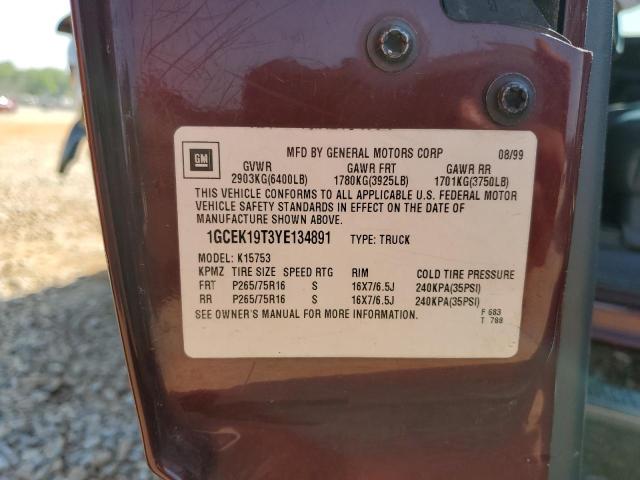 GM
MFD BY GENERAL MOTORS CORP 08/99
GVWR GAWR FRT GAWR RR
2903KG(6400LB) 1780KG(3925LB) 1701KG(3750LB)
THIS VEHICLE CONFORMS TO ALL APPLICABLE U.S. FEDERAL MOTOR
VEHICLE SAFETY STANDARDS IN EFFECT ON THE DATE OF
MANUFACTURE SHOWN ABOVE.
1GCEK19T3YE134891 TYPE: TRUCK
MODEL: K15753
KPMZ TIRE SIZE SPEED RTG RIM COLD TIRE PRESSURE
FRT P265/75R16 S 16X7/6.5J 240KPA(35PSI)
RR P265/75R16 S 16X7/6.5J 240KPA(35PSI)
SEE OWNER'S MANUAL FOR MORE INFORMATION. F 683
T 788